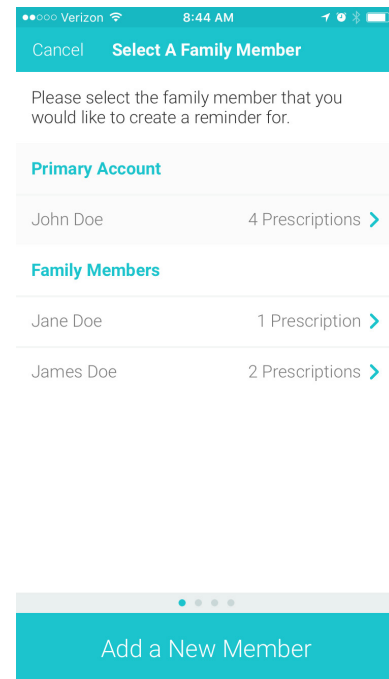 Verizon 8:44 AM
Cancel Select A Family Member
Please select the family member that you
would like to create a reminder for.
Primary Account
John Doe 4 Prescriptions
Family Members
Jane Doe 1 Prescription
James Doe 2 Prescriptions
Add a New Member